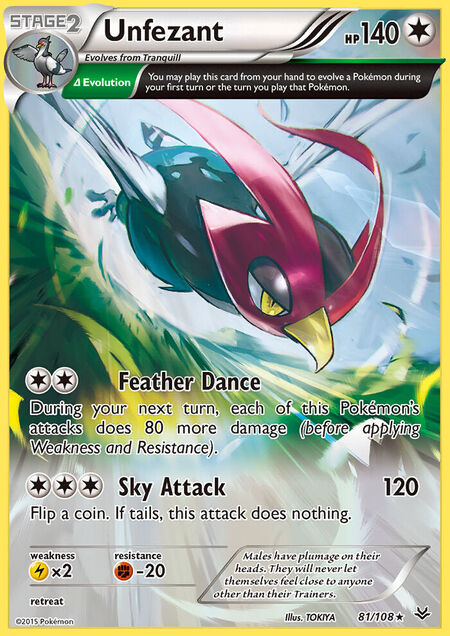 STAGE2
Unfezant
HP140
Evolves from Tranquill
Δ Evolution
You may play this card from your hand to evolve a Pokémon during
your first turn or the turn you play that Pokémon.
Feather Dance
During your next turn, each of this Pokémon's
attacks does 80 more damage (before applying
Weakness and Resistance).
Sky Attack 120
Flip a coin. If tails, this attack does nothing.
weakness
×2
resistance
-20
retreat
Males have plumage on their
heads. They will never let
themselves feel close to anyone
other than their Trainers.
©2015 Pokémon
Illus. TOKIYA
81/108★